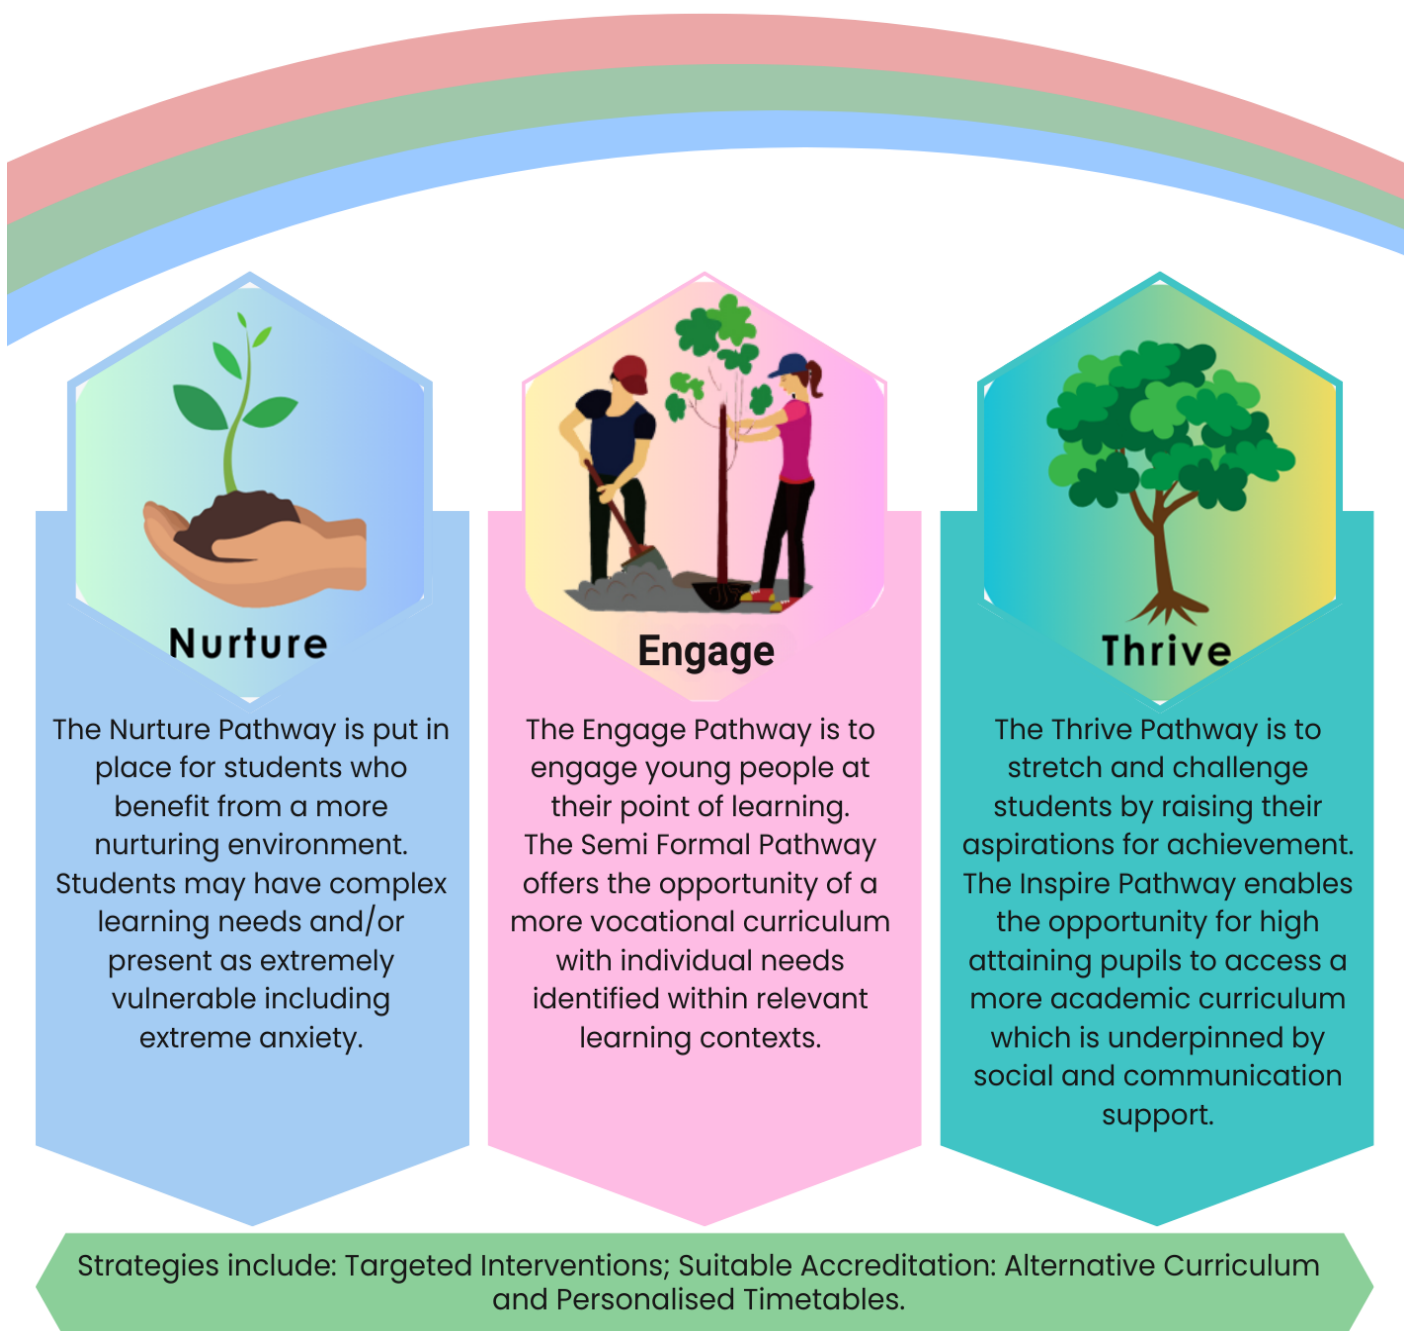 Nurture
The Nurture Pathway is put in
place for students who
benefit from a more
nurturing environment.
Students may have complex
learning needs and/or
present as extremely
vulnerable including
extreme anxiety.
Engage
The Engage Pathway is to
engage young people at
their point of learning.
The Semi Formal Pathway
offers the opportunity of a
more vocational curriculum
with individual needs
identified within relevant
learning contexts.
Thrive
The Thrive Pathway is to
stretch and challenge
students by raising their
aspirations for achievement.
The Inspire Pathway enables
the opportunity for high
attaining pupils to access a
more academic curriculum
which is underpinned by
social and communication
support.
Strategies include: Targeted Interventions; Suitable Accreditation: Alternative Curriculum
and Personalised Timetables.